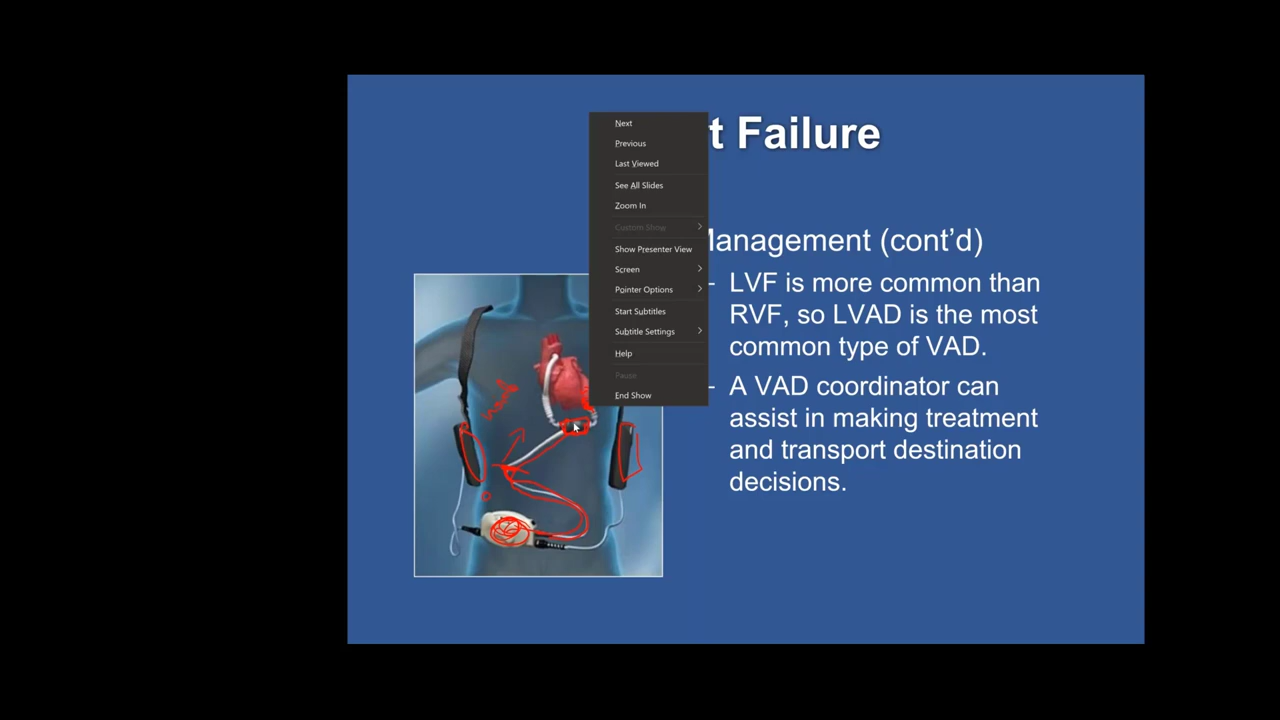 t Failure
Management (cont’d)
- LVF is more common than
RVF, so LVAD is the most
common type of VAD.
- A VAD coordinator can
assist in making treatment
and transport destination
decisions.
Next
Previous
Last Viewed
See All Slides
Zoom In
Custom Show
Show Presenter View
Screen
Pointer Options
Start Subtitles
Subtitle Settings
Help
Pause
End Show